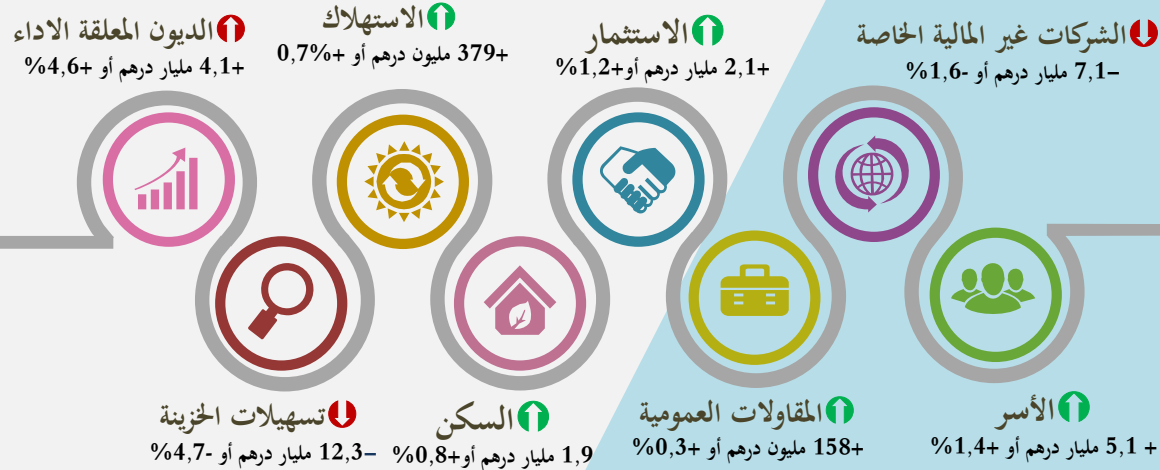 الشركات غير المالية الخاصة
–7,1 مليار درهم أو -1,6%
الاستثمار
+2,1 مليار درهم أو+1,2%
الاستهلاك
+379 مليون درهم أو +0,7%
الديون المعلقة الاداء
+4,1 مليار درهم أو +4,6%
الأسر
+ 5,1 مليار درهم أو +1,4%
المقاولات العمومية
+158 مليون درهم أو +0,3%
السكن
1,9 مليار درهم أو+0,8%
تسهيلات الخزينة
–12,3 مليار درهم أو -4,7%